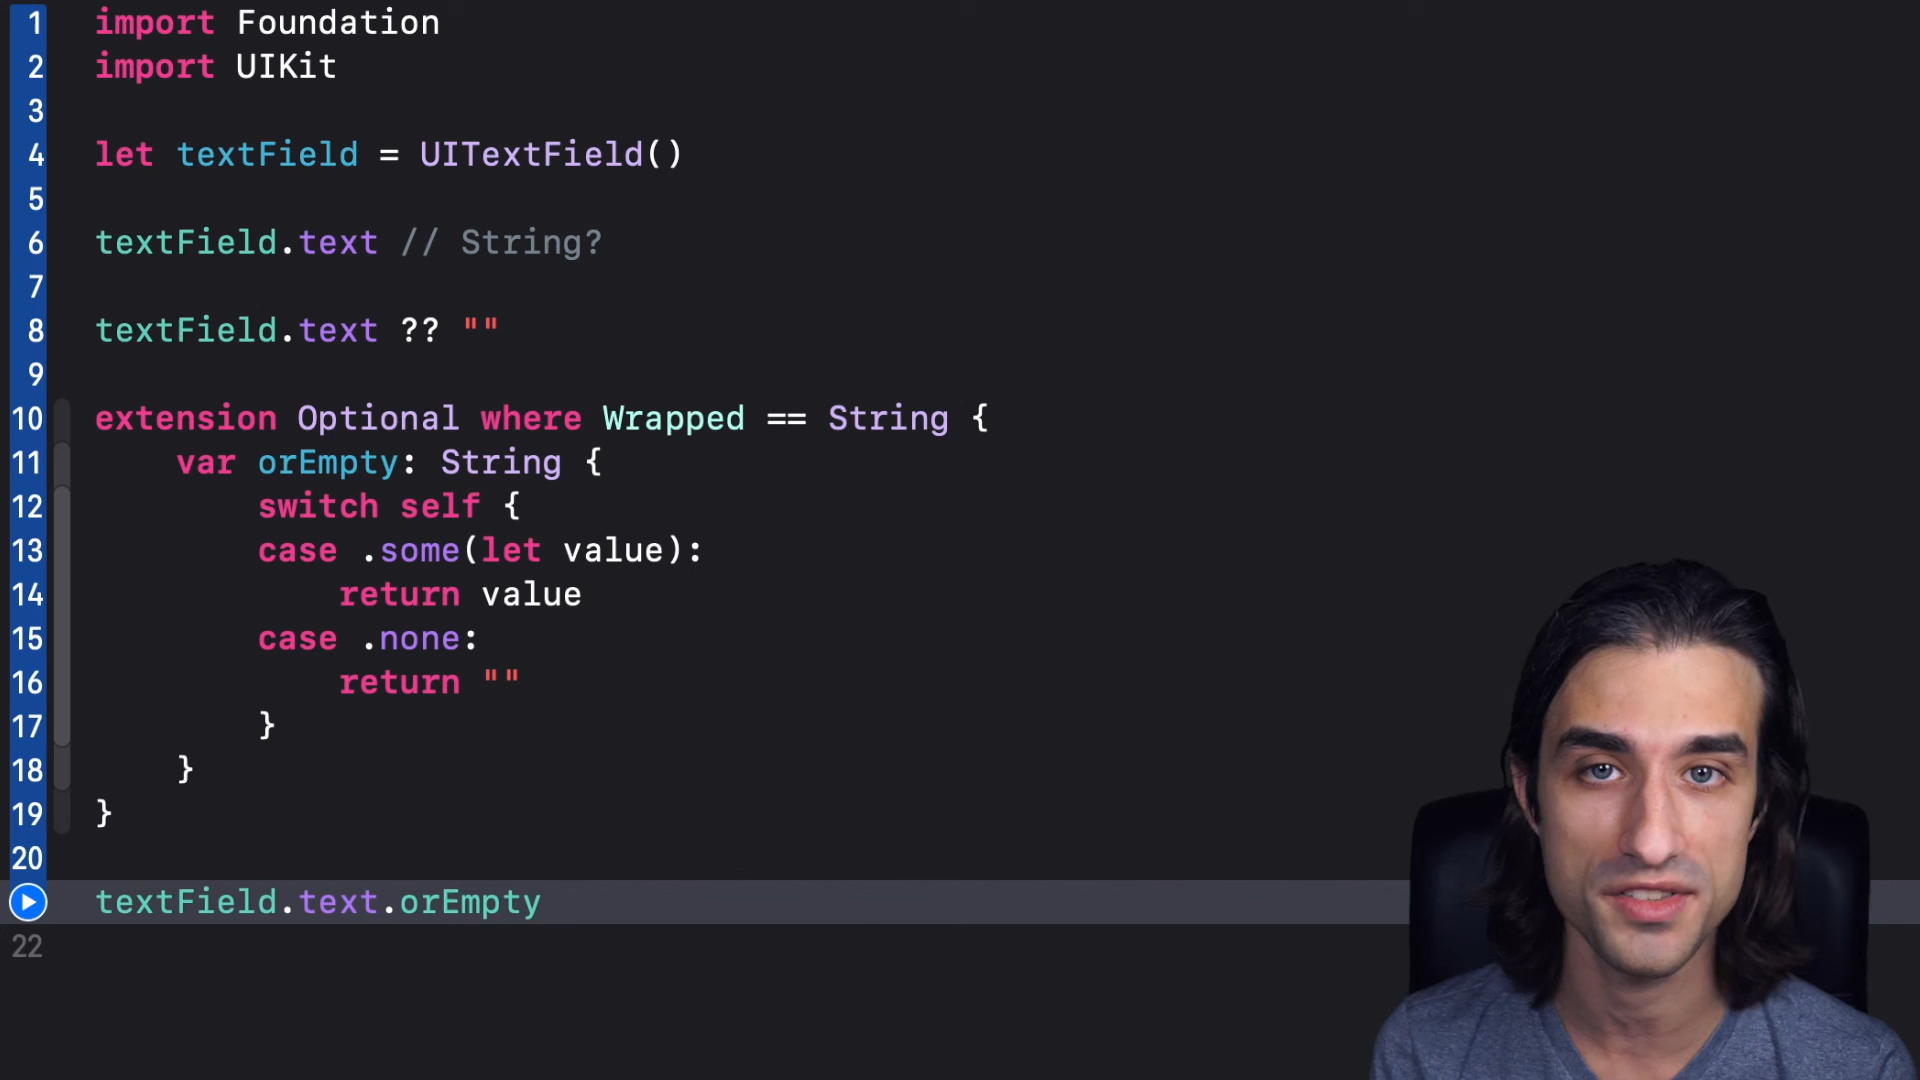 1 import Foundation
2 import UIKit
3
4 let textField = UITextField()
5
6 textField.text // String?
7
8 textField.text ?? ""
9
10 extension Optional where Wrapped == String {
11     var orEmpty: String {
12         switch self {
13         case .some(let value):
14             return value
15         case .none:
16             return ""
17         }
18     }
19 }
20
textField.text.orEmpty
22